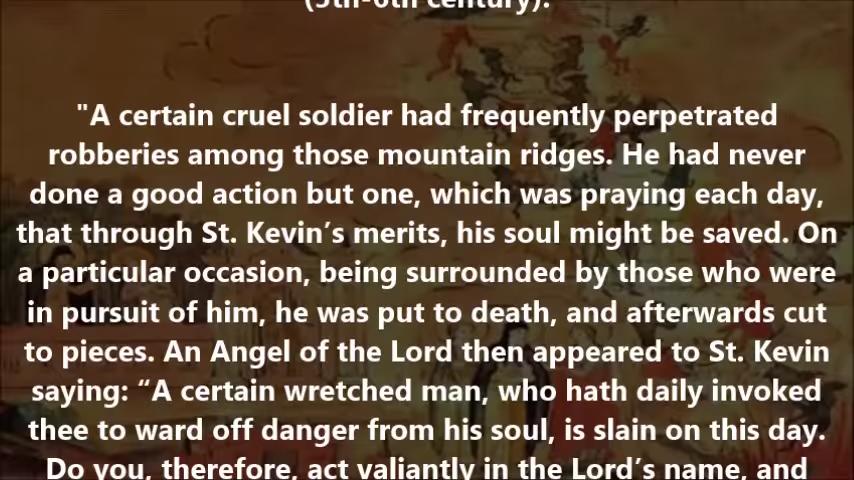 (5th-6th century).
"A certain cruel soldier had frequently perpetrated
robberies among those mountain ridges. He had never
done a good action but one, which was praying each day,
that through St. Kevin’s merits, his soul might be saved. On
a particular occasion, being surrounded by those who were
in pursuit of him, he was put to death, and afterwards cut
to pieces. An Angel of the Lord then appeared to St. Kevin
saying: “A certain wretched man, who hath daily invoked
thee to ward off danger from his soul, is slain on this day.
Do you, therefore, act valiantly in the Lord’s name, and